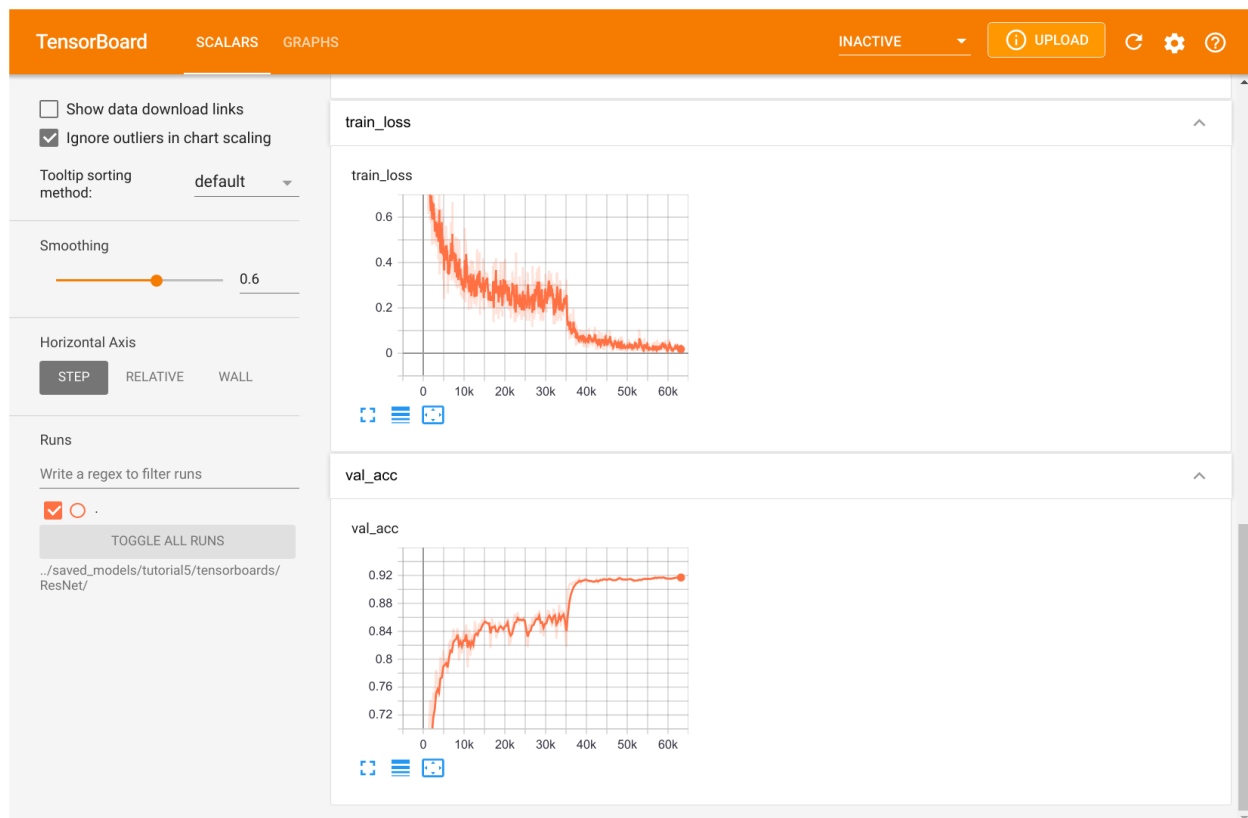 TensorBoard SCALARS GRAPHS INACTIVE UPLOAD
Show data download links
Ignore outliers in chart scaling
Tooltip sorting
method:
default
Smoothing
0.6
Horizontal Axis
STEP RELATIVE WALL
Runs
Write a regex to filter runs
.
TOGGLE ALL RUNS
../saved_models/tutorial5/tensorboards/
ResNet/
train_loss
train_loss
0.6
0.4
0.2
0
0 10k 20k 30k 40k 50k 60k
val_acc
val_acc
0.92
0.88
0.84
0.8
0.76
0.72
0 10k 20k 30k 40k 50k 60k